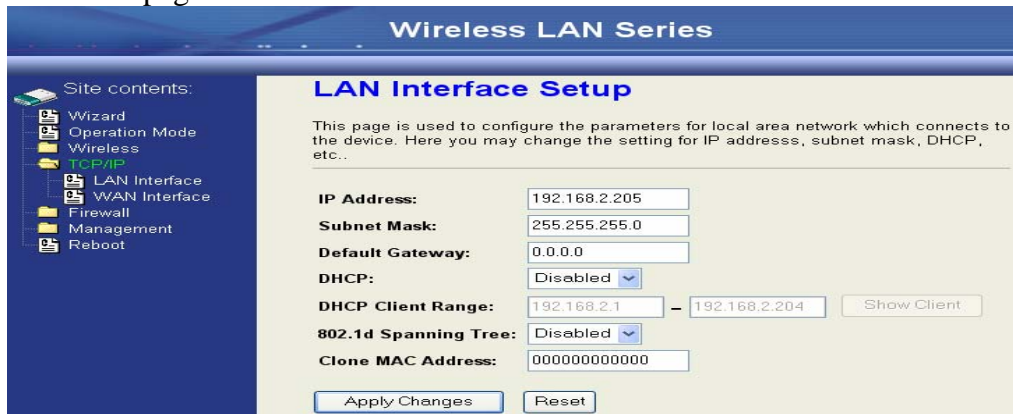 Wireless LAN Series
Site contents:
Wizard
Operation Mode
Wireless
TCP/IP
LAN Interface
WAN Interface
Firewall
Management
Reboot
LAN Interface Setup
This page is used to configure the parameters for local area network which connects to
the device. Here you may change the setting for IP addresss, subnet mask, DHCP,
etc..
IP Address: 192.168.2.205
Subnet Mask: 255.255.255.0
Default Gateway: 0.0.0.0
DHCP: Disabled
DHCP Client Range: 192.168.2.1 – 192.168.2.204 Show Client
802.1d Spanning Tree: Disabled
Clone MAC Address: 000000000000
Apply Changes Reset